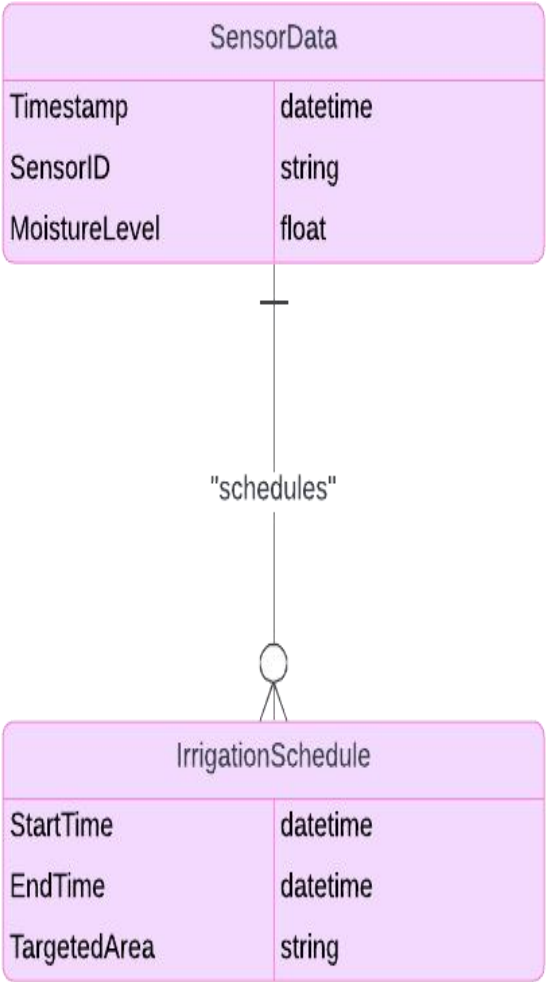 SensorData
Timestamp datetime
SensorID string
MoistureLevel float
"schedules"
IrrigationSchedule
StartTime datetime
EndTime datetime
TargetedArea string